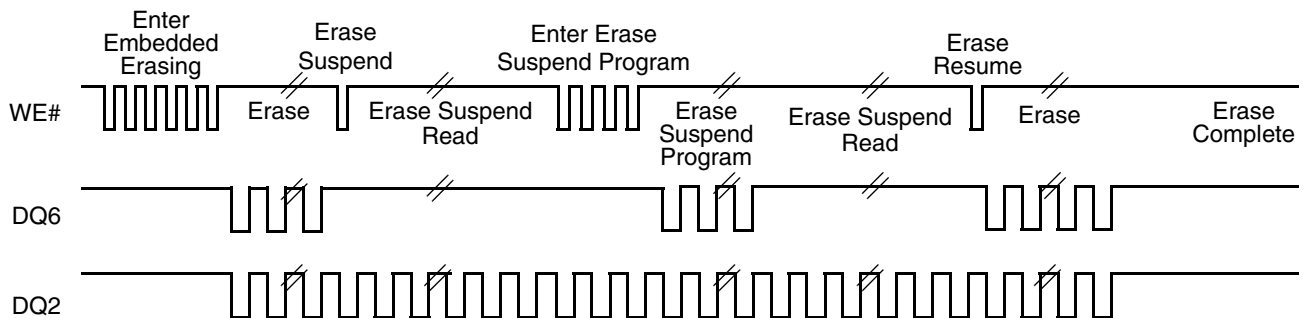 Enter
Embedded
Erasing
Erase
Suspend
Enter Erase
Suspend Program
Erase
Resume
WE#
Erase
Erase Suspend
Read
Erase
Suspend
Program
Erase Suspend
Read
Erase
Erase
Complete
DQ6
DQ2